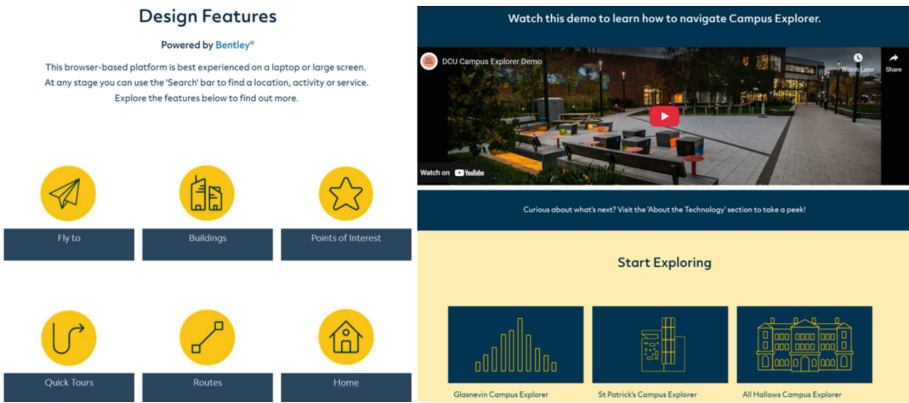 Design Features
Powered by Bentley®
This browser-based platform is best experienced on a laptop or large screen.
At any stage you can use the 'Search' bar to find a location, activity or service.
Explore the features below to find out more.
Fly to
Buildings
Points of Interest
Quick Tours
Routes
Home
Watch this demo to learn how to navigate Campus Explorer.
DCU Campus Explorer Demo
Watch Later
Share
Watch on YouTube
Curious about what's next? Visit the 'About the Technology' section to take a peek!
Start Exploring
Glasnevin Campus Explorer
St Patrick's Campus Explorer
All Hallows Campus Explorer